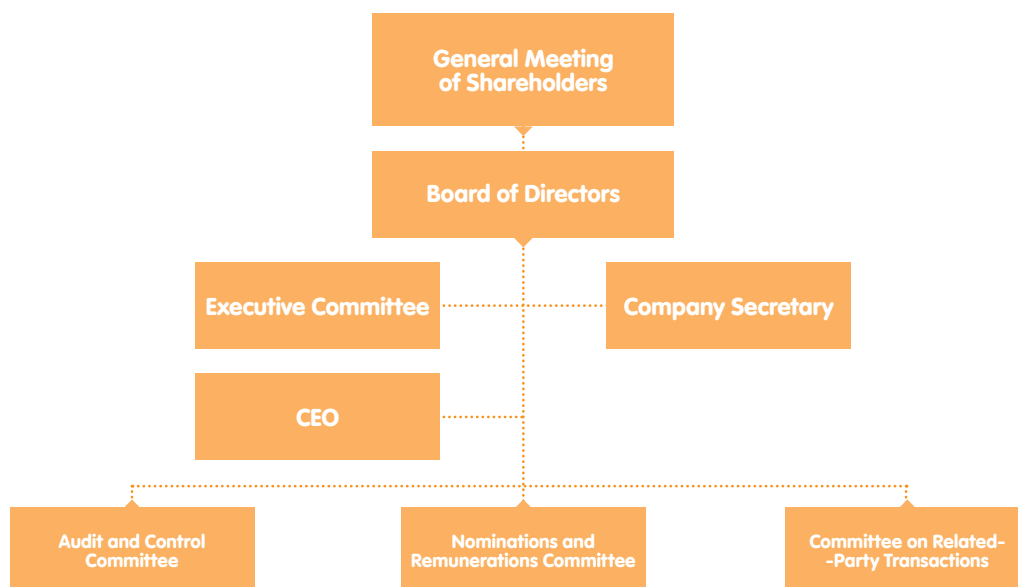 General Meeting
of Shareholders
Board of Directors
Executive Committee
Company Secretary
CEO
Audit and Control
Committee
Nominations and
Remunerations Committee
Committee on Related-
-Party Transactions